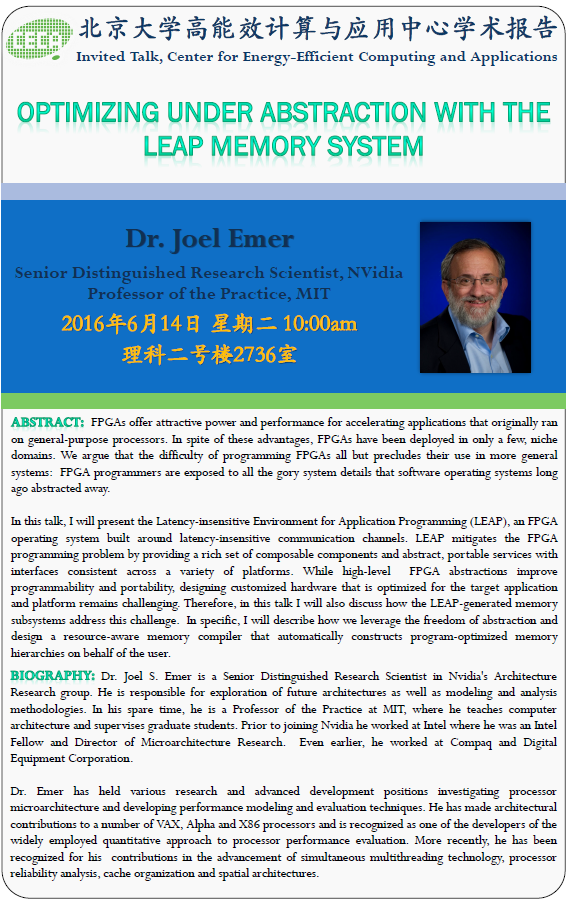 CECA
北京大学高能效计算与应用中心学术报告
Invited Talk, Center for Energy-Efficient Computing and Applications
OPTIMIZING UNDER ABSTRACTION WITH THE
LEAP MEMORY SYSTEM
Dr. Joel Emer
Senior Distinguished Research Scientist, NVidia
Professor of the Practice, MIT
2016年6月14日 星期二 10:00am
理科二号楼2736室
ABSTRACT: FPGAs offer attractive power and performance for accelerating applications that originally ran
on general-purpose processors. In spite of these advantages, FPGAs have been deployed in only a few, niche
domains. We argue that the difficulty of programming FPGAs all but precludes their use in more general
systems: FPGA programmers are exposed to all the gory system details that software operating systems long
ago abstracted away.
In this talk, I will present the Latency-insensitive Environment for Application Programming (LEAP), an FPGA
operating system built around latency-insensitive communication channels. LEAP mitigates the FPGA
programming problem by providing a rich set of composable components and abstract, portable services with
interfaces consistent across a variety of platforms. While high-level FPGA abstractions improve
programmability and portability, designing customized hardware that is optimized for the target application
and platform remains challenging. Therefore, in this talk I will also discuss how the LEAP-generated memory
subsystems address this challenge. In specific, I will describe how we leverage the freedom of abstraction and
design a resource-aware memory compiler that automatically constructs program-optimized memory
hierarchies on behalf of the user.
BIOGRAPHY: Dr. Joel S. Emer is a Senior Distinguished Research Scientist in Nvidia's Architecture
Research group. He is responsible for exploration of future architectures as well as modeling and analysis
methodologies. In his spare time, he is a Professor of the Practice at MIT, where he teaches computer
architecture and supervises graduate students. Prior to joining Nvidia he worked at Intel where he was an Intel
Fellow and Director of Microarchitecture Research. Even earlier, he worked at Compaq and Digital
Equipment Corporation.
Dr. Emer has held various research and advanced development positions investigating processor
microarchitecture and developing performance modeling and evaluation techniques. He has made architectural
contributions to a number of VAX, Alpha and X86 processors and is recognized as one of the developers of the
widely employed quantitative approach to processor performance evaluation. More recently, he has been
recognized for his contributions in the advancement of simultaneous multithreading technology, processor
reliability analysis, cache organization and spatial architectures.